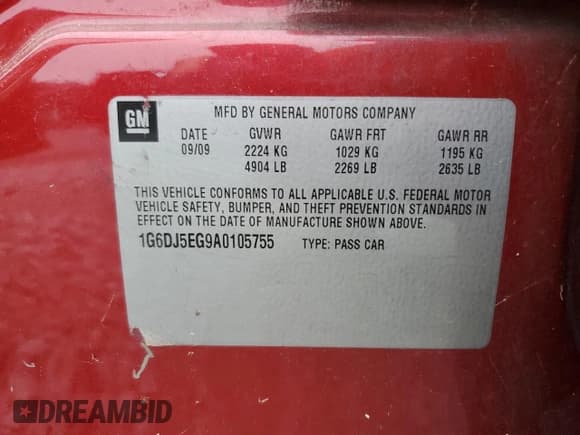 GM
MFD BY GENERAL MOTORS COMPANY
DATE GVWR GAWR FRT GAWR RR
09/09 2224 KG 1029 KG 1195 KG
4904 LB 2269 LB 2635 LB
THIS VEHICLE CONFORMS TO ALL APPLICABLE U.S. FEDERAL MOTOR
VEHICLE SAFETY, BUMPER, AND THEFT PREVENTION STANDARDS IN
EFFECT ON THE DATE OF MANUFACTURE SHOWN ABOVE.
1G6DJ5EG9A0105755 TYPE: PASS CAR
DREAMBID